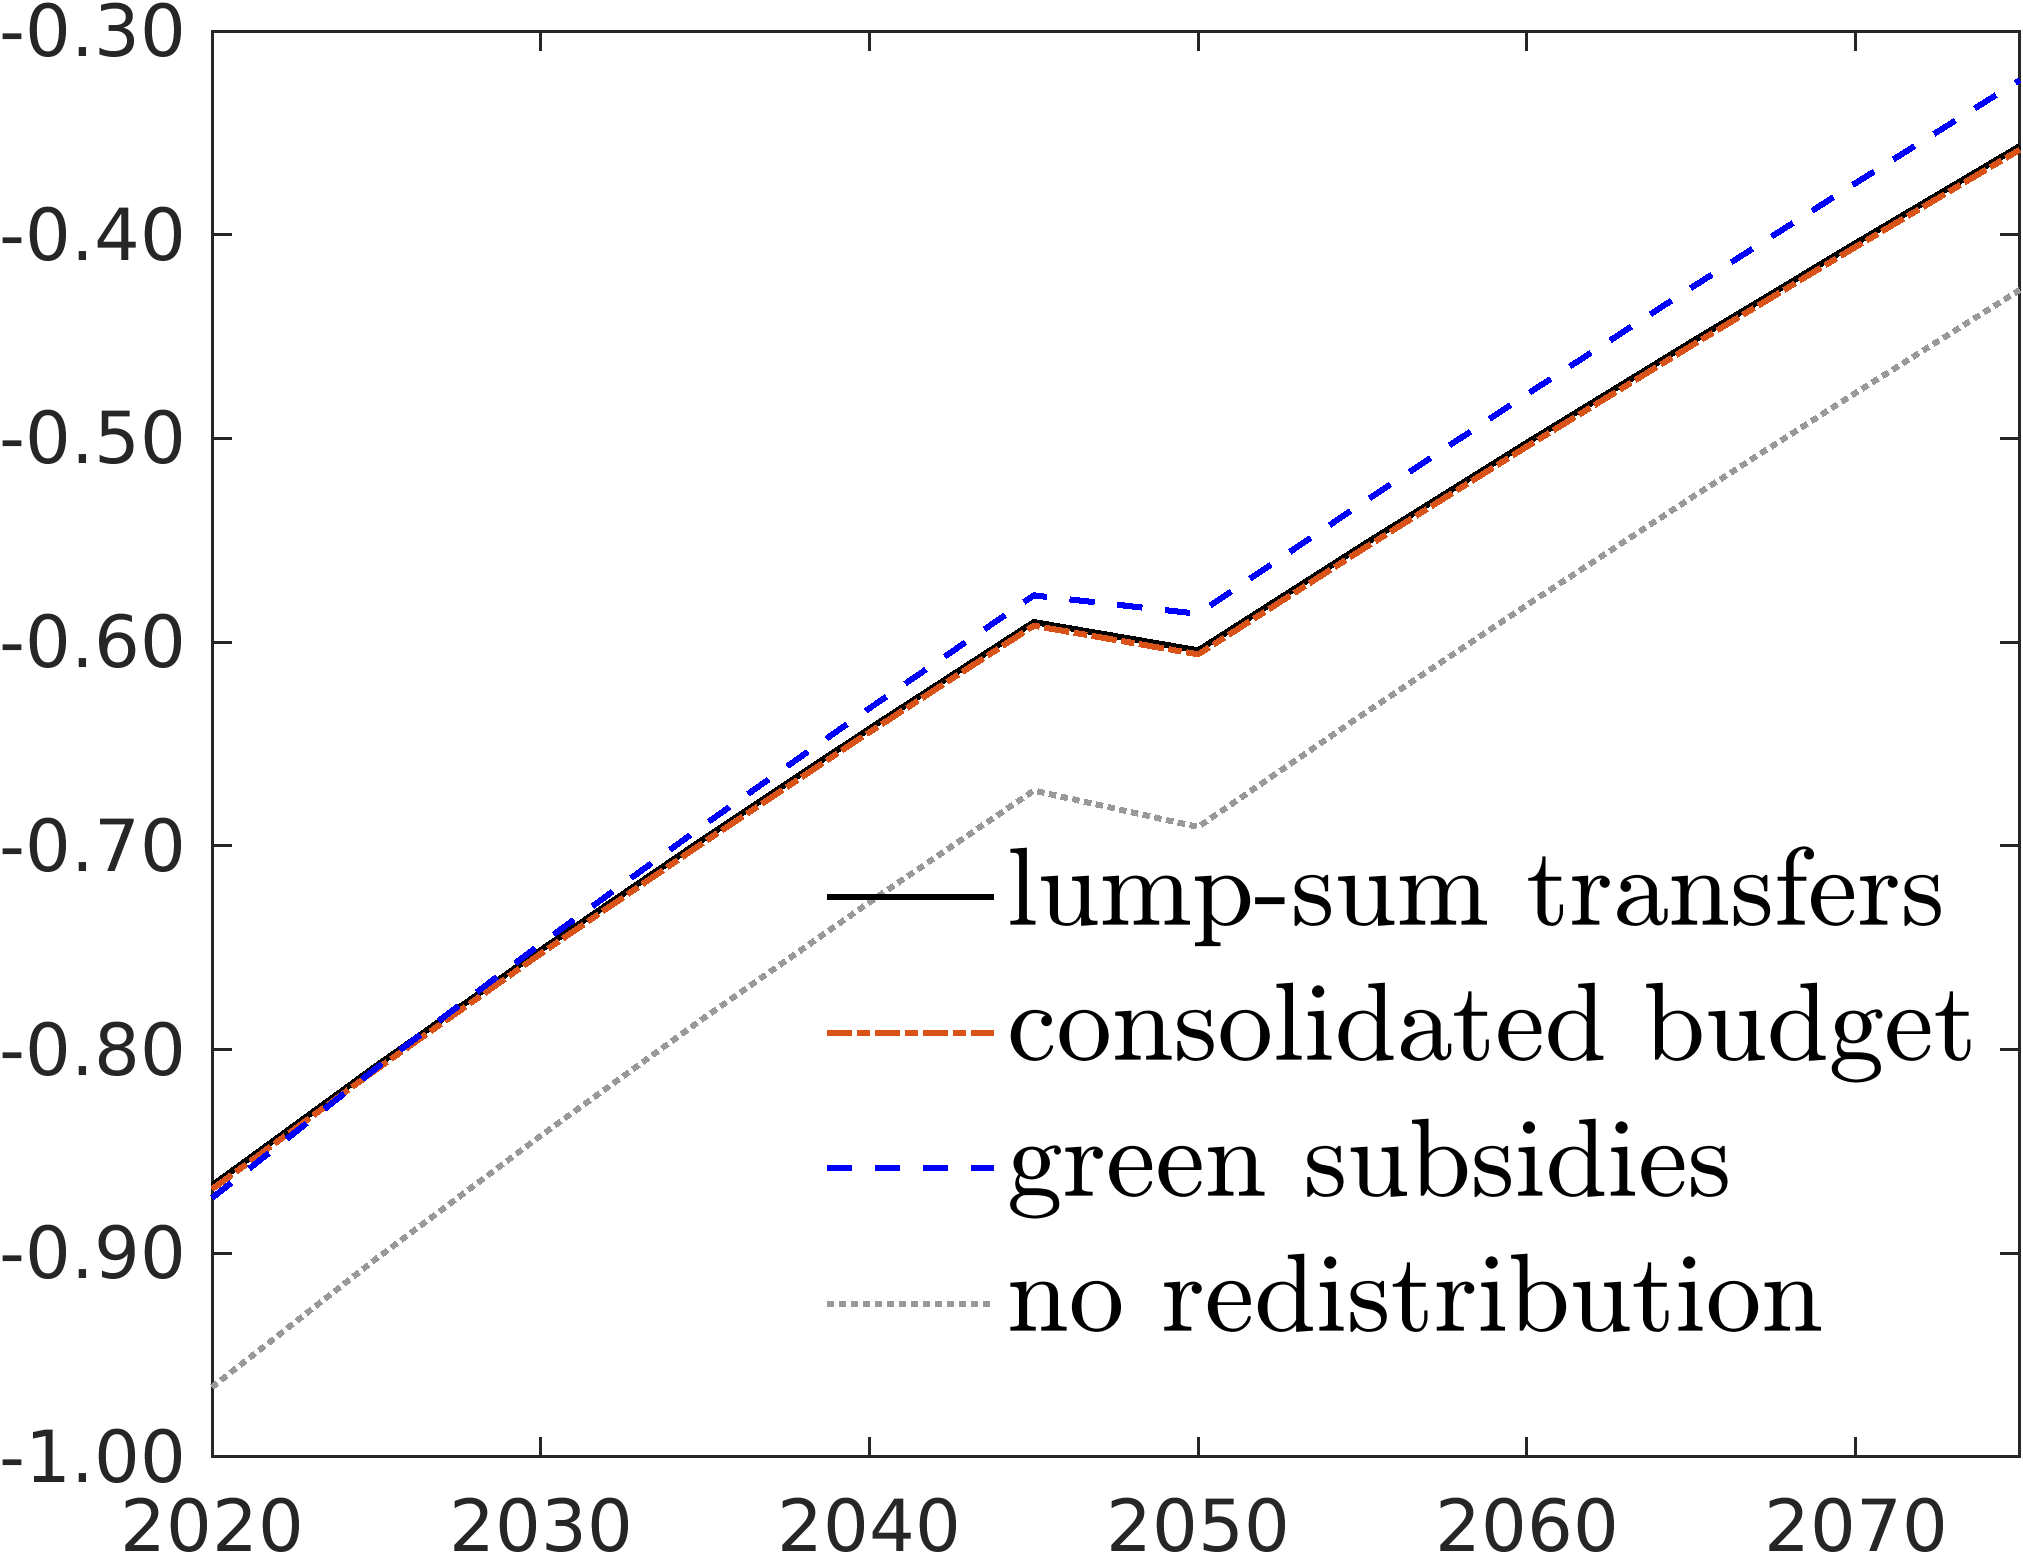 -0.30
-0.40
-0.50
-0.60
-0.70
-0.80
-0.90
-1.00
lump-sum transfers
consolidated budget
green subsidies
no redistribution
2020 2030 2040 2050 2060 2070